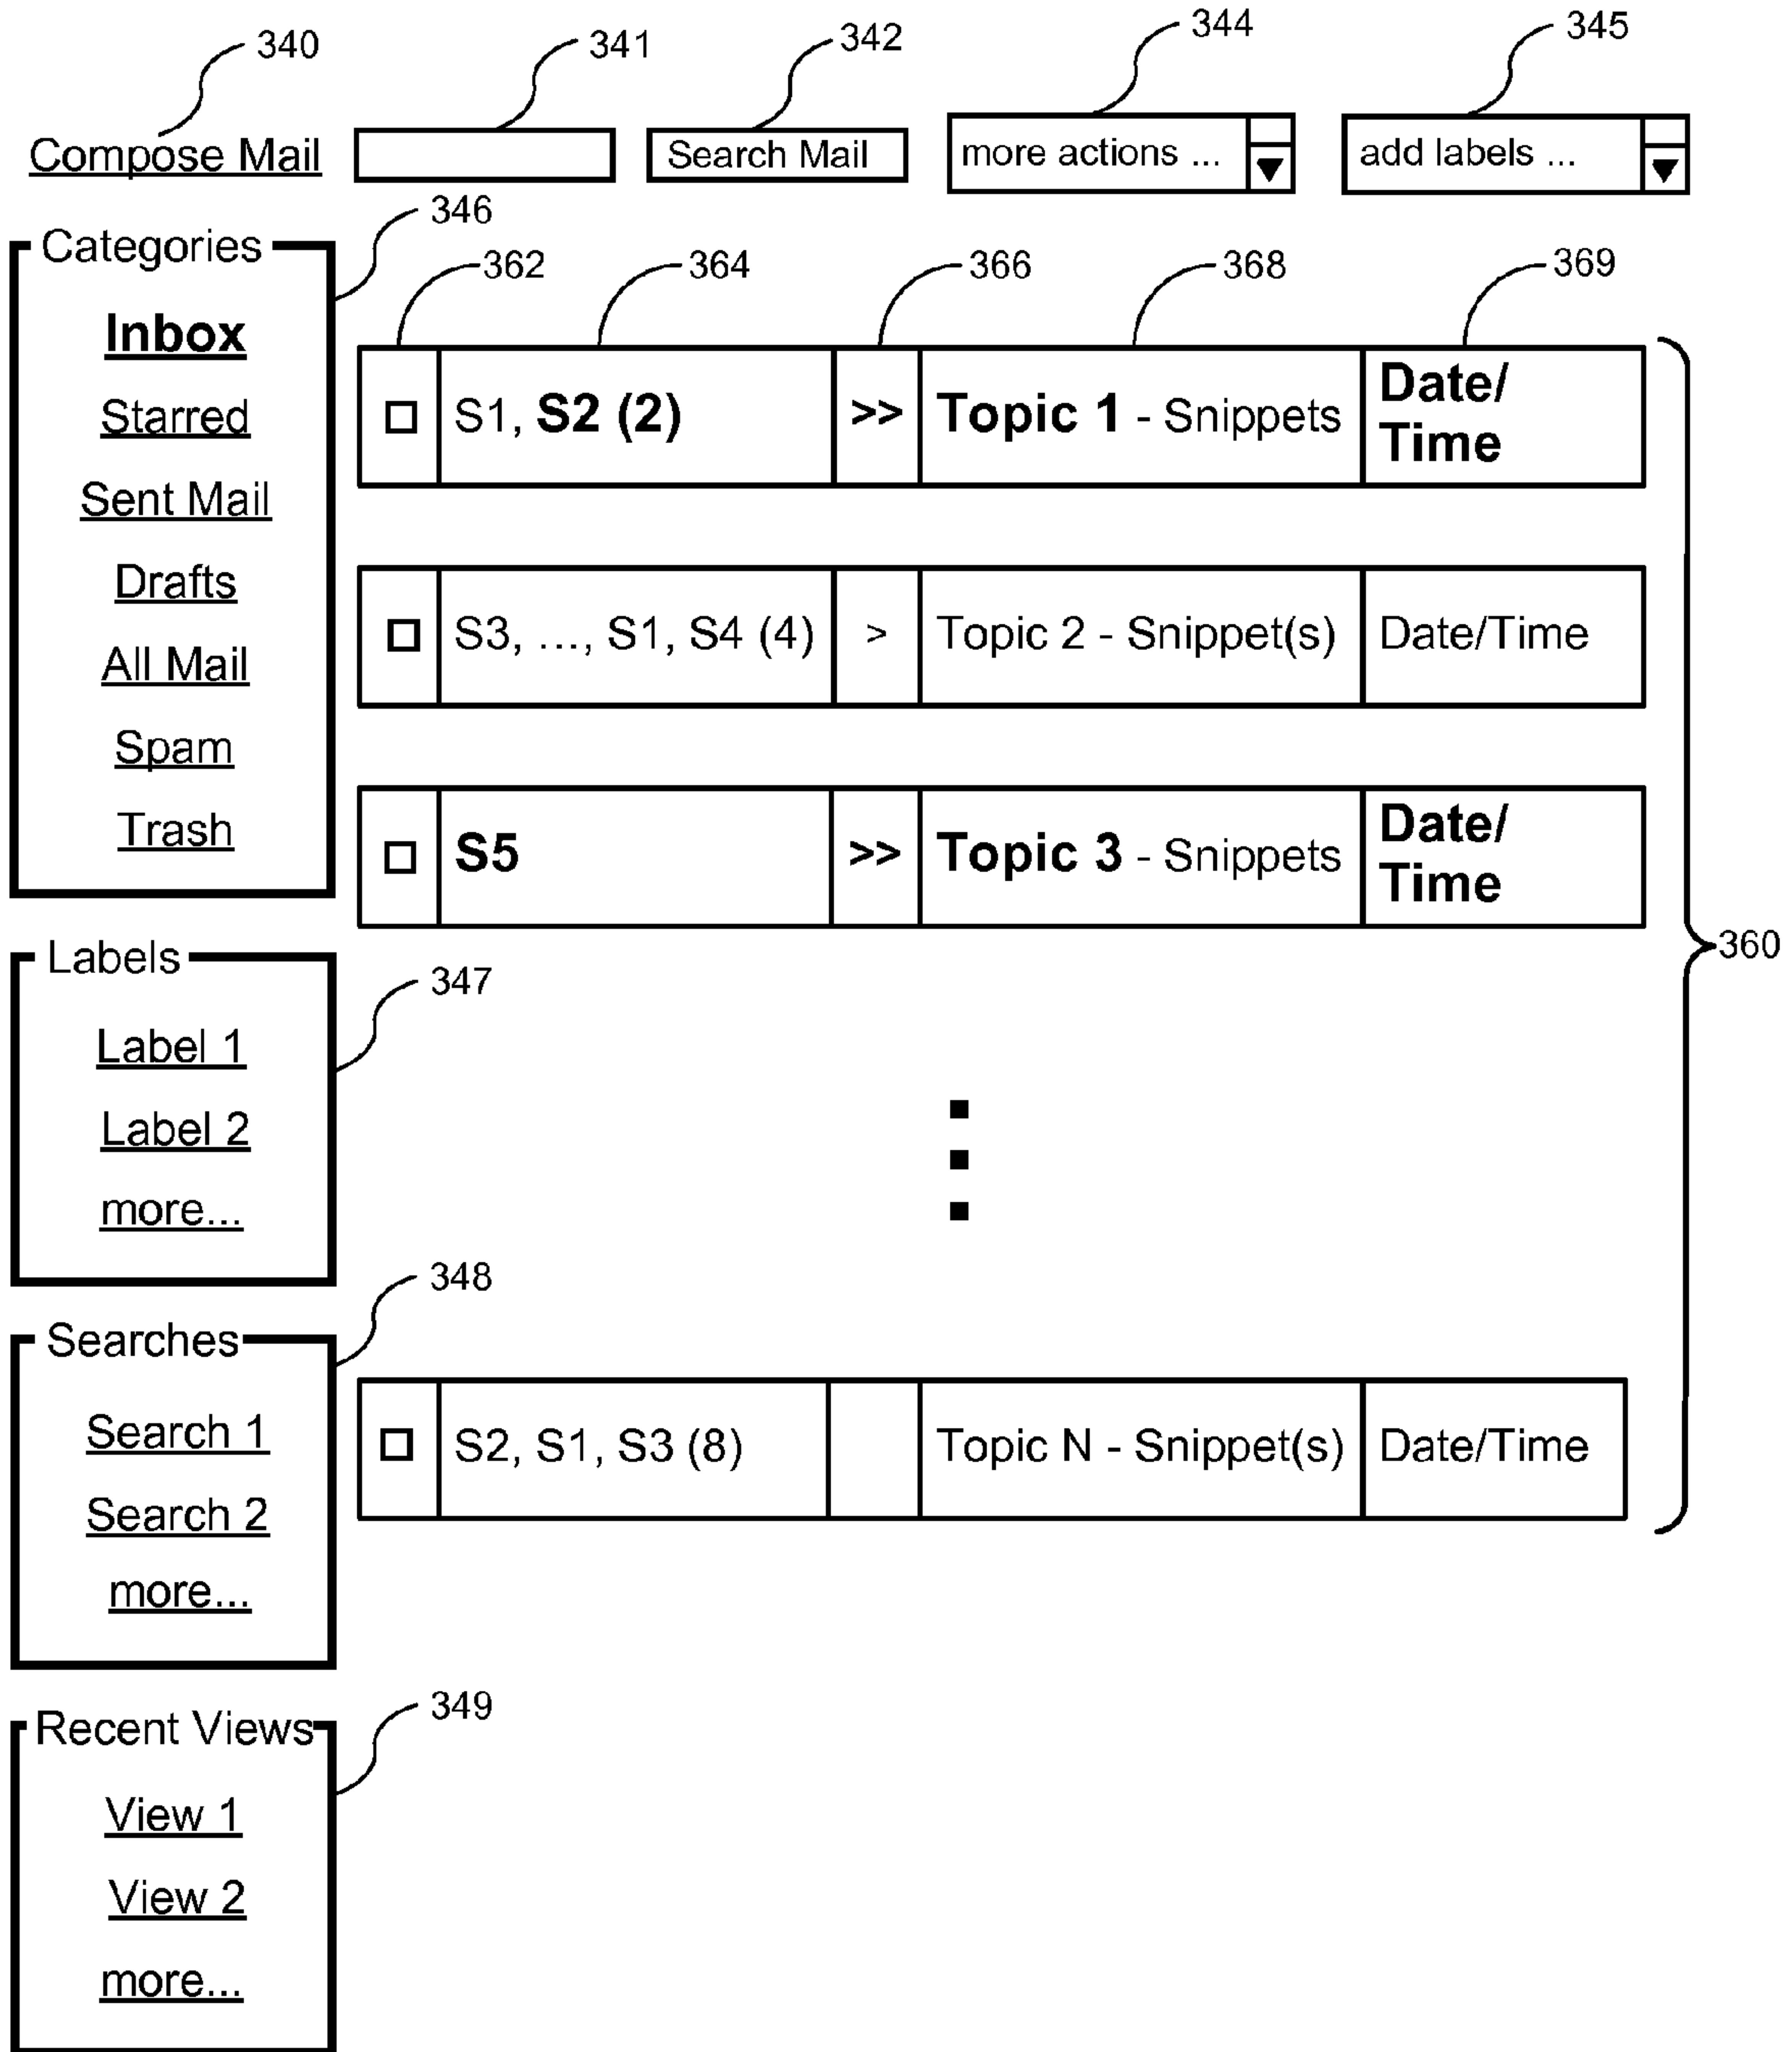 340
341
342
344
345
Compose Mail
Search Mail
more actions ...
add labels ...
346
Categories
Inbox
Starred
Sent Mail
Drafts
All Mail
Spam
Trash
362
364
366
368
369
S1, S2 (2)
>>
Topic 1 - Snippets
Date/
Time
S3, ..., S1, S4 (4)
>
Topic 2 - Snippet(s)
Date/Time
S5
>>
Topic 3 - Snippets
Date/
Time
360
Labels
347
Label 1
Label 2
more...
348
Searches
Search 1
Search 2
more...
S2, S1, S3 (8)
Topic N - Snippet(s)
Date/Time
349
Recent Views
View 1
View 2
more...